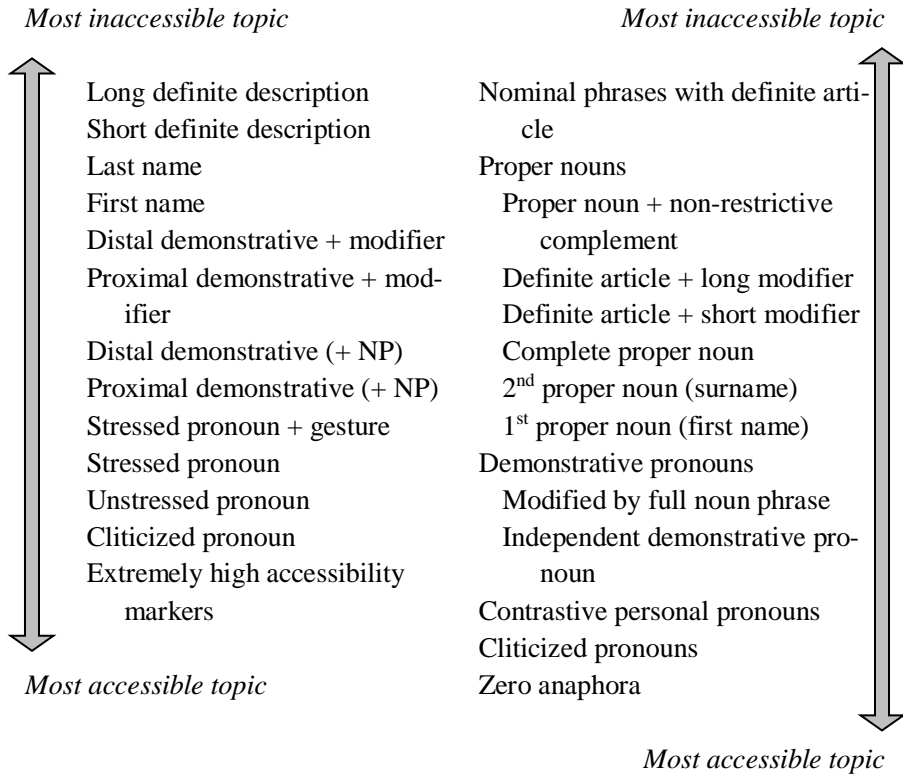 Most inaccessible topic
Long definite description
Short definite description
Last name
First name
Distal demonstrative + modifier
Proximal demonstrative + mod-
ifier
Distal demonstrative (+ NP)
Proximal demonstrative (+ NP)
Stressed pronoun + gesture
Stressed pronoun
Unstressed pronoun
Cliticized pronoun
Extremely high accessibility
markers
Most accessible topic
Most inaccessible topic
Nominal phrases with definite arti-
cle
Proper nouns
Proper noun + non-restrictive
complement
Definite article + long modifier
Definite article + short modifier
Complete proper noun
2nd proper noun (surname)
1st proper noun (first name)
Demonstrative pronouns
Modified by full noun phrase
Independent demonstrative pro-
noun
Contrastive personal pronouns
Cliticized pronouns
Zero anaphora
Most accessible topic